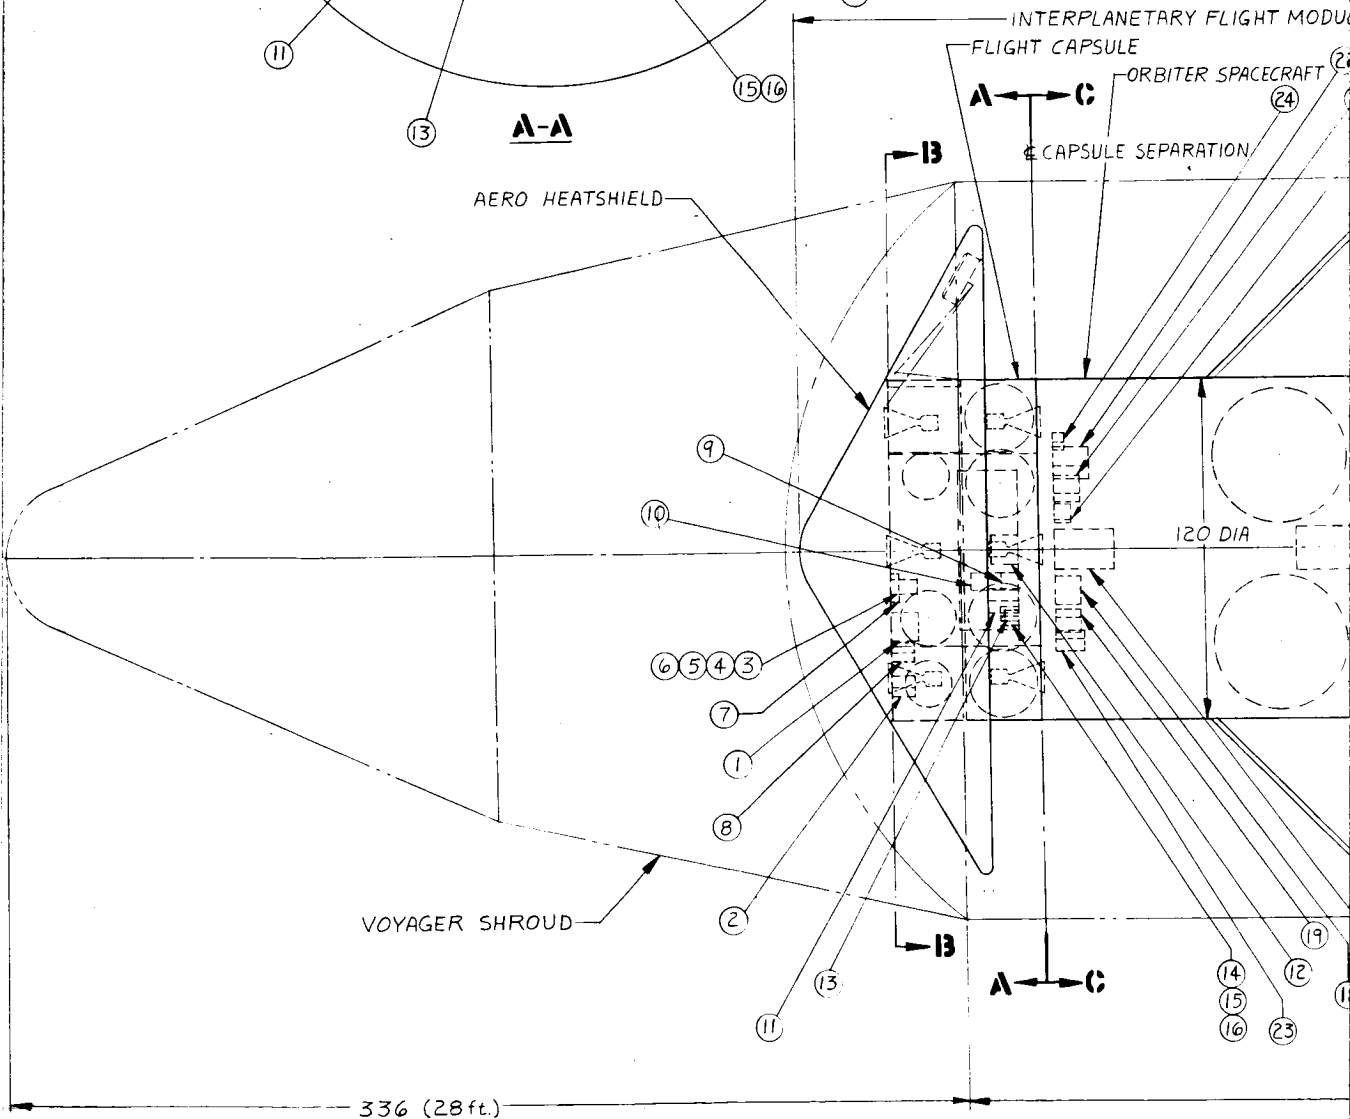 INTERPLANETARY FLIGHT MODU
FLIGHT CAPSULE
11
15 16
ORBITER SPACECRAFT
24
13
A-A
A C
B
℄ CAPSULE SEPARATION
AERO HEATSHIELD
9
10
120 DIA
6 5 4 3
7
1
8
2
VOYAGER SHROUD
B
19
13
A C
14
12
15
11
16
23
336 (28 ft.)